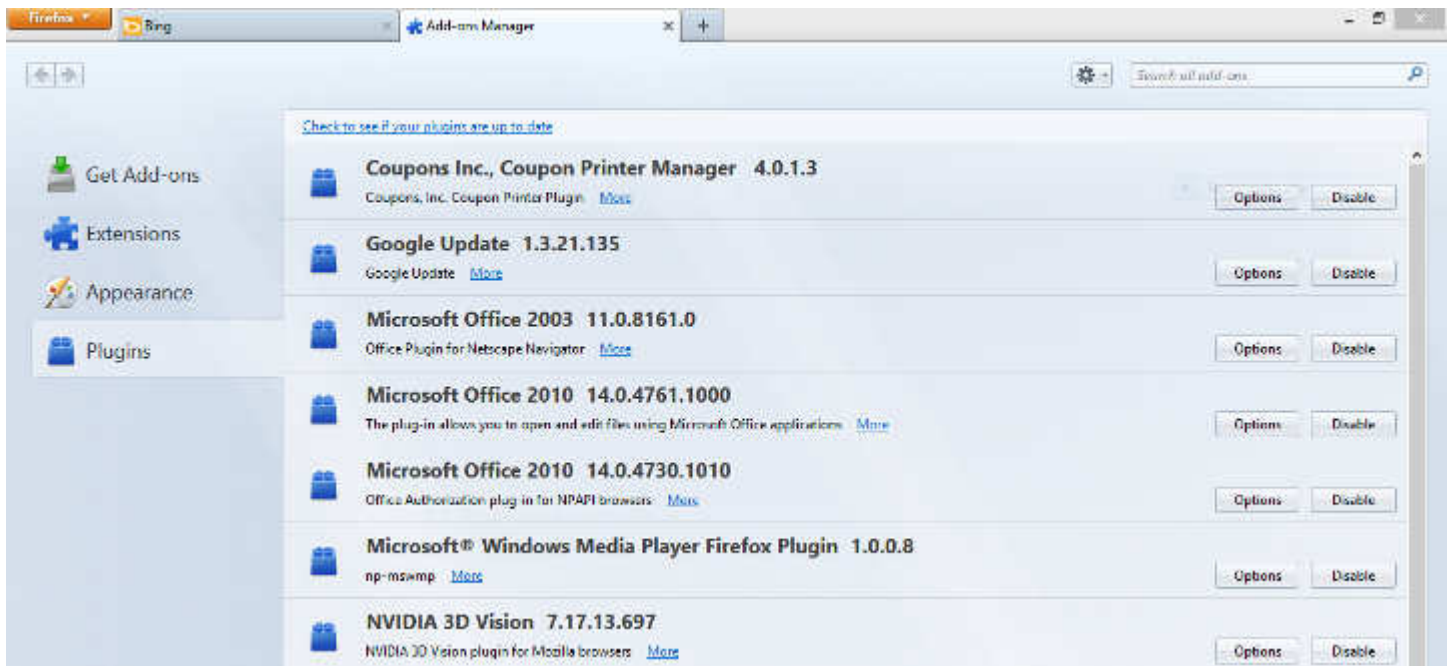 Firefox
Bing
Add-ons Manager
Search all add-ons
Check to see if your plugins are up to date
Get Add-ons
Extensions
Appearance
Plugins
Coupons Inc., Coupon Printer Manager 4.0.1.3
Coupons, Inc. Coupon Printer Plugin More
Options Disable
Google Update 1.3.21.135
Google Update More
Options Disable
Microsoft Office 2003 11.0.8161.0
Office Plugin for Netscape Navigator More
Options Disable
Microsoft Office 2010 14.0.4761.1000
The plug-in allows you to open and edit files using Microsoft Office applications More
Options Disable
Microsoft Office 2010 14.0.4730.1010
Office Authorization plug-in for NPAPI browsers More
Options Disable
Microsoft® Windows Media Player Firefox Plugin 1.0.0.8
np-mswmp More
Options Disable
NVIDIA 3D Vision 7.17.13.697
NVIDIA 3D Vision plugin for Mozilla browsers More
Options Disable